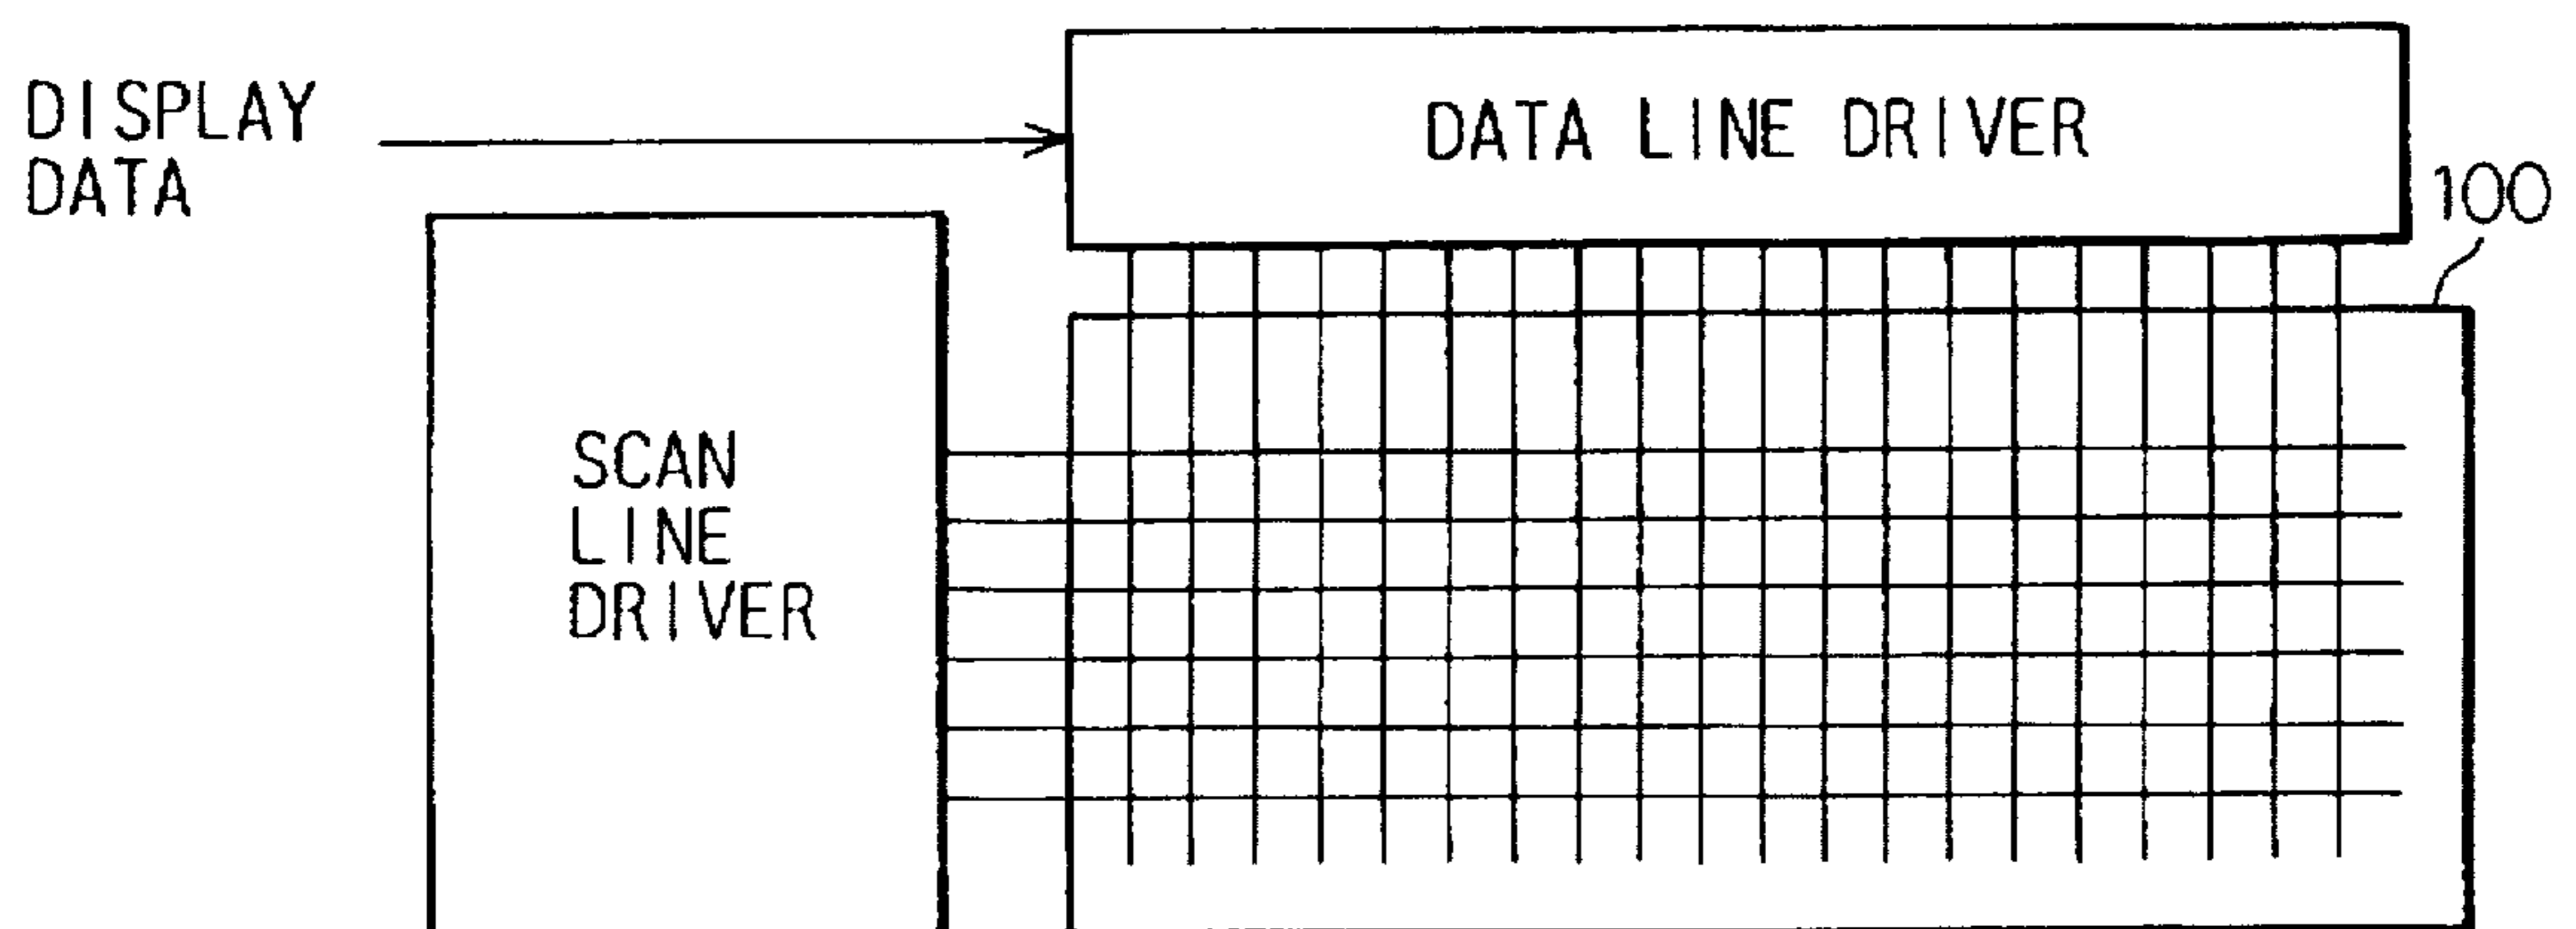 DISPLAY
DATA
DATA LINE DRIVER
100
SCAN
LINE
DRIVER